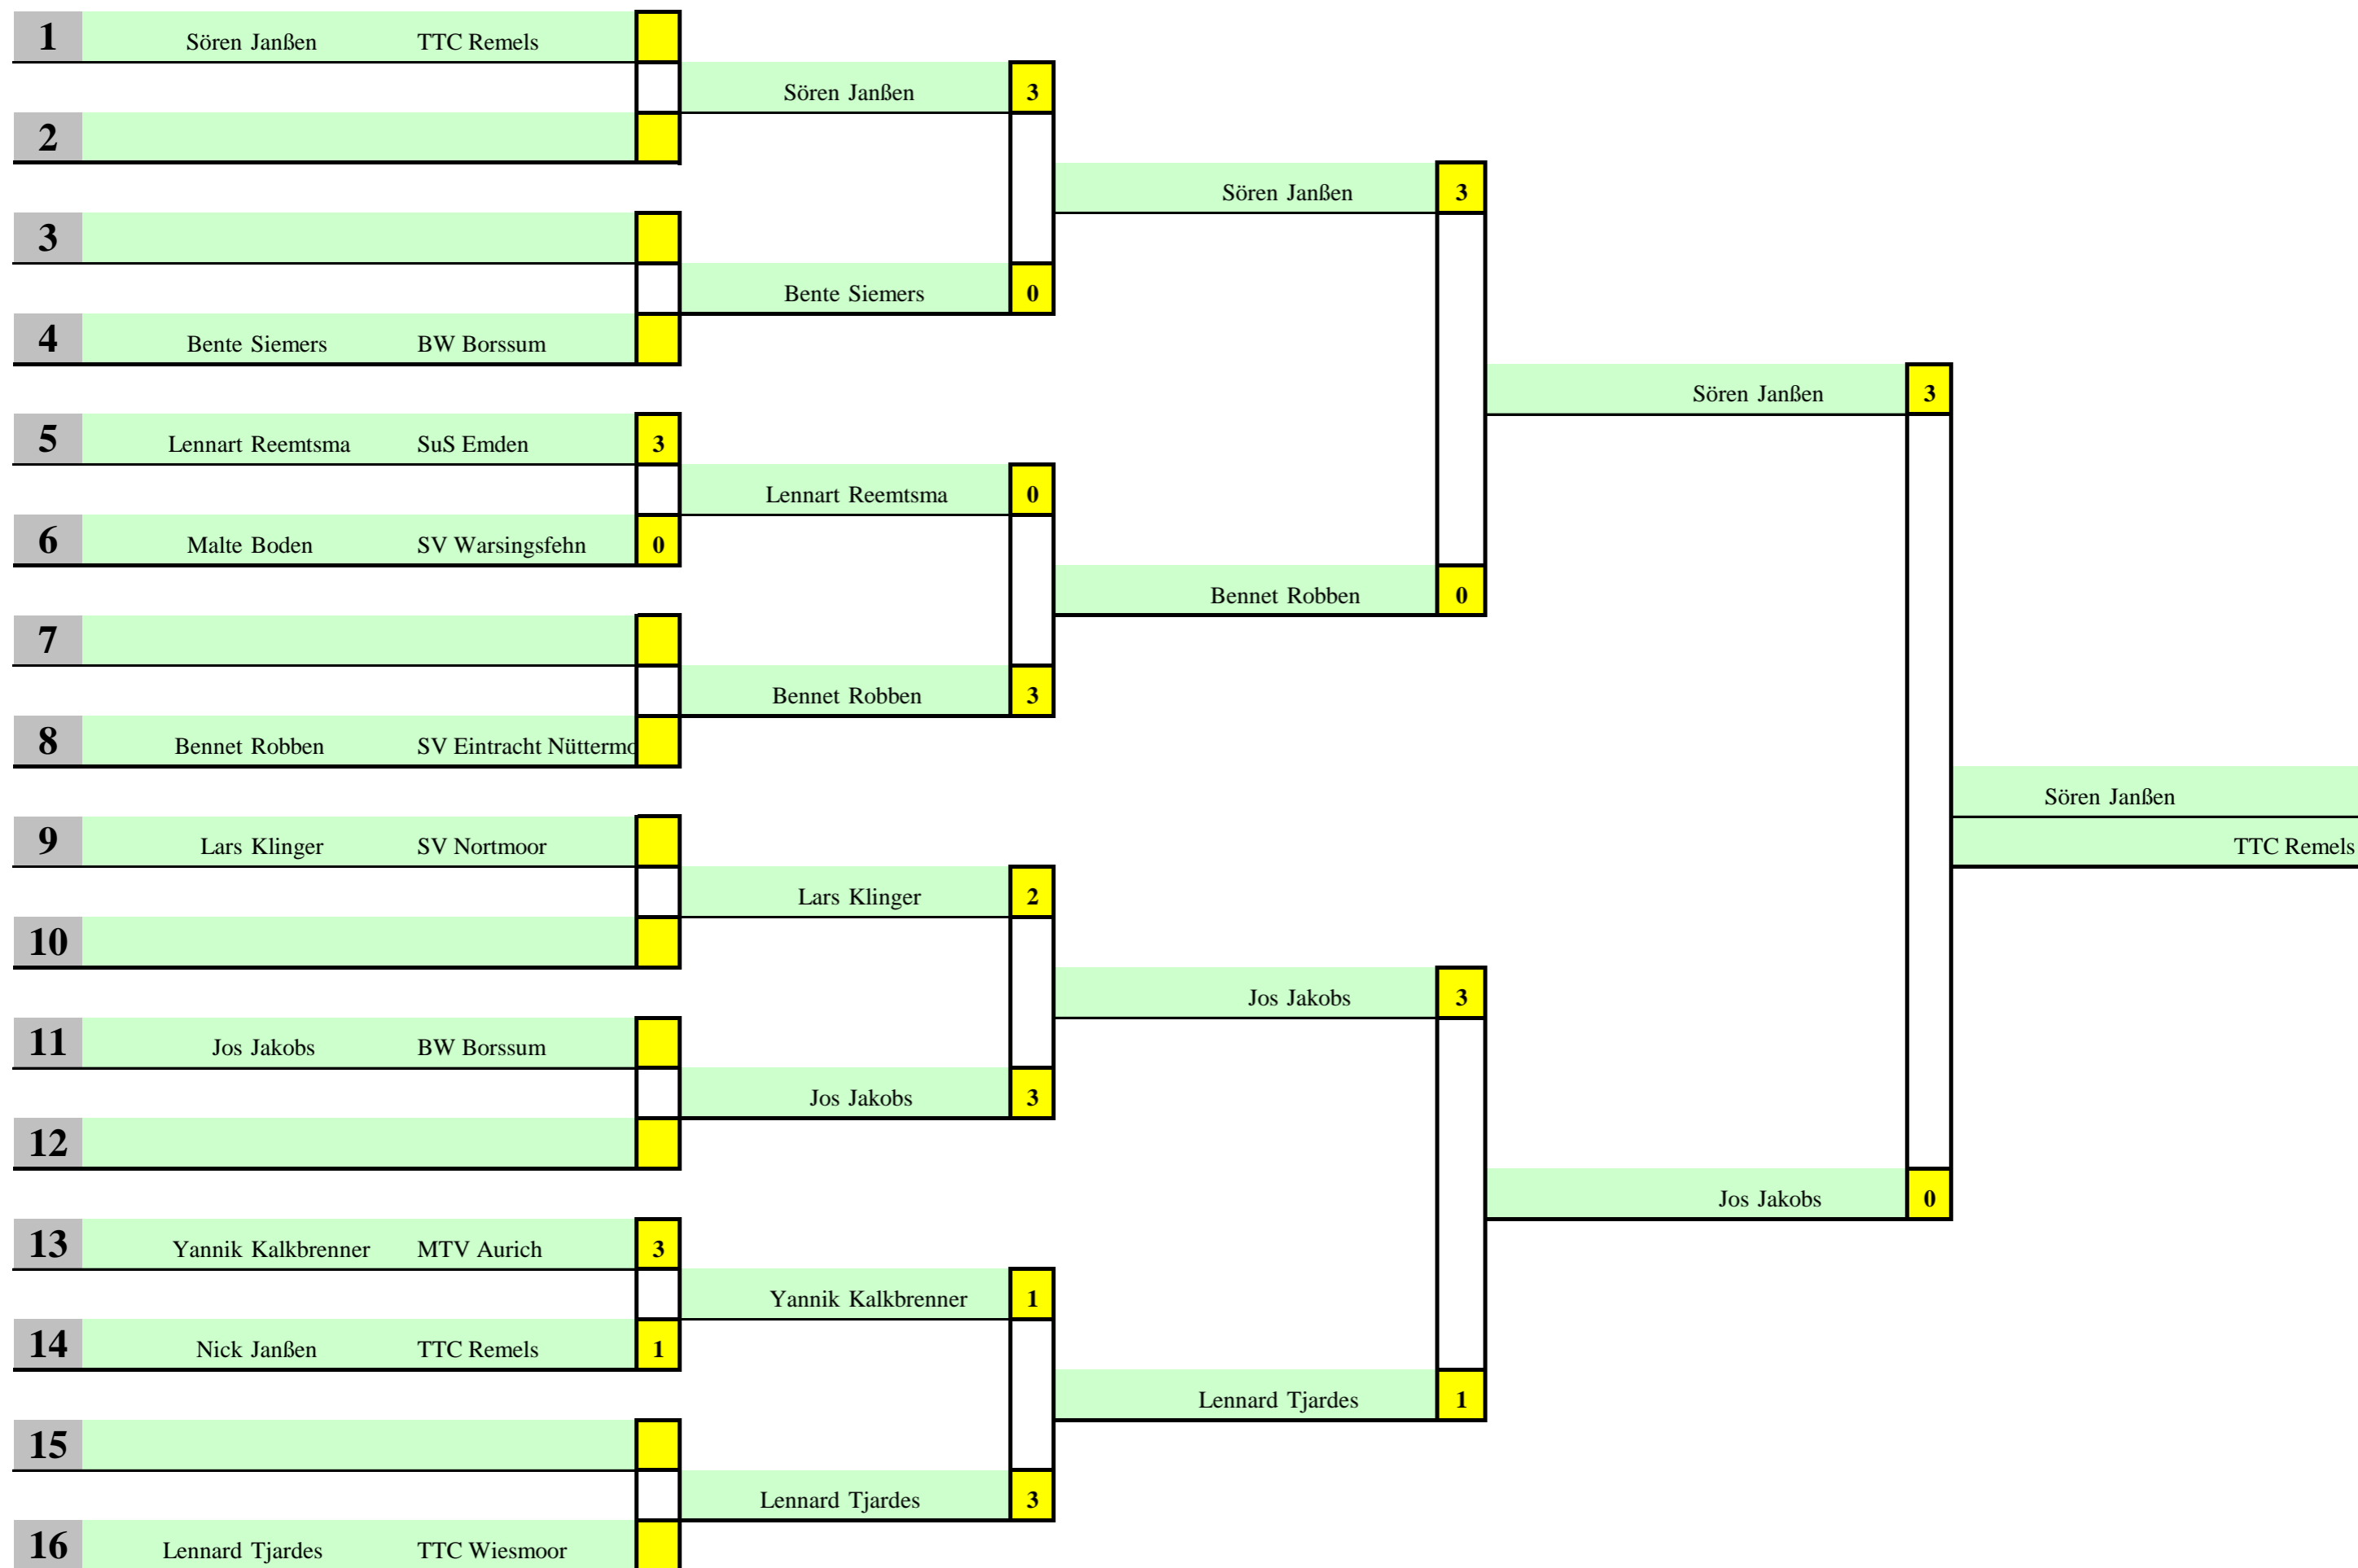 1 Sören Janßen TTC Remels
Sören Janßen 3
2
Sören Janßen 3
3
Bente Siemers 0
4 Bente Siemers BW Borssum
Sören Janßen 3
5 Lennart Reemtsma SuS Emden 3
Lennart Reemtsma 0
6 Malte Boden SV Warsingsfehn 0
Bennet Robben 0
7
Bennet Robben 3
8 Bennet Robben SV Eintracht Nüttermo
Sören Janßen
9 Lars Klinger SV Nortmoor TTC Remels
Lars Klinger 2
10
Jos Jakobs 3
11 Jos Jakobs BW Borssum
Jos Jakobs 3
12
Jos Jakobs 0
13 Yannik Kalkbrenner MTV Aurich 3
Yannik Kalkbrenner 1
14 Nick Janßen TTC Remels 1
Lennard Tjardes 1
15
Lennard Tjardes 3
16 Lennard Tjardes TTC Wiesmoor